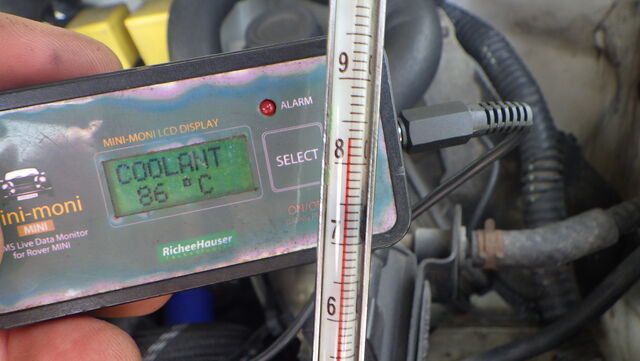 MINI-MONI LCD DISPLAY
ALARM
COOLANT
86 °C
SELECT
ini-moni
MINI
MS Live Data Monitor
for Rover MINI
RicheeHauser
ON/O
9
8
7
6